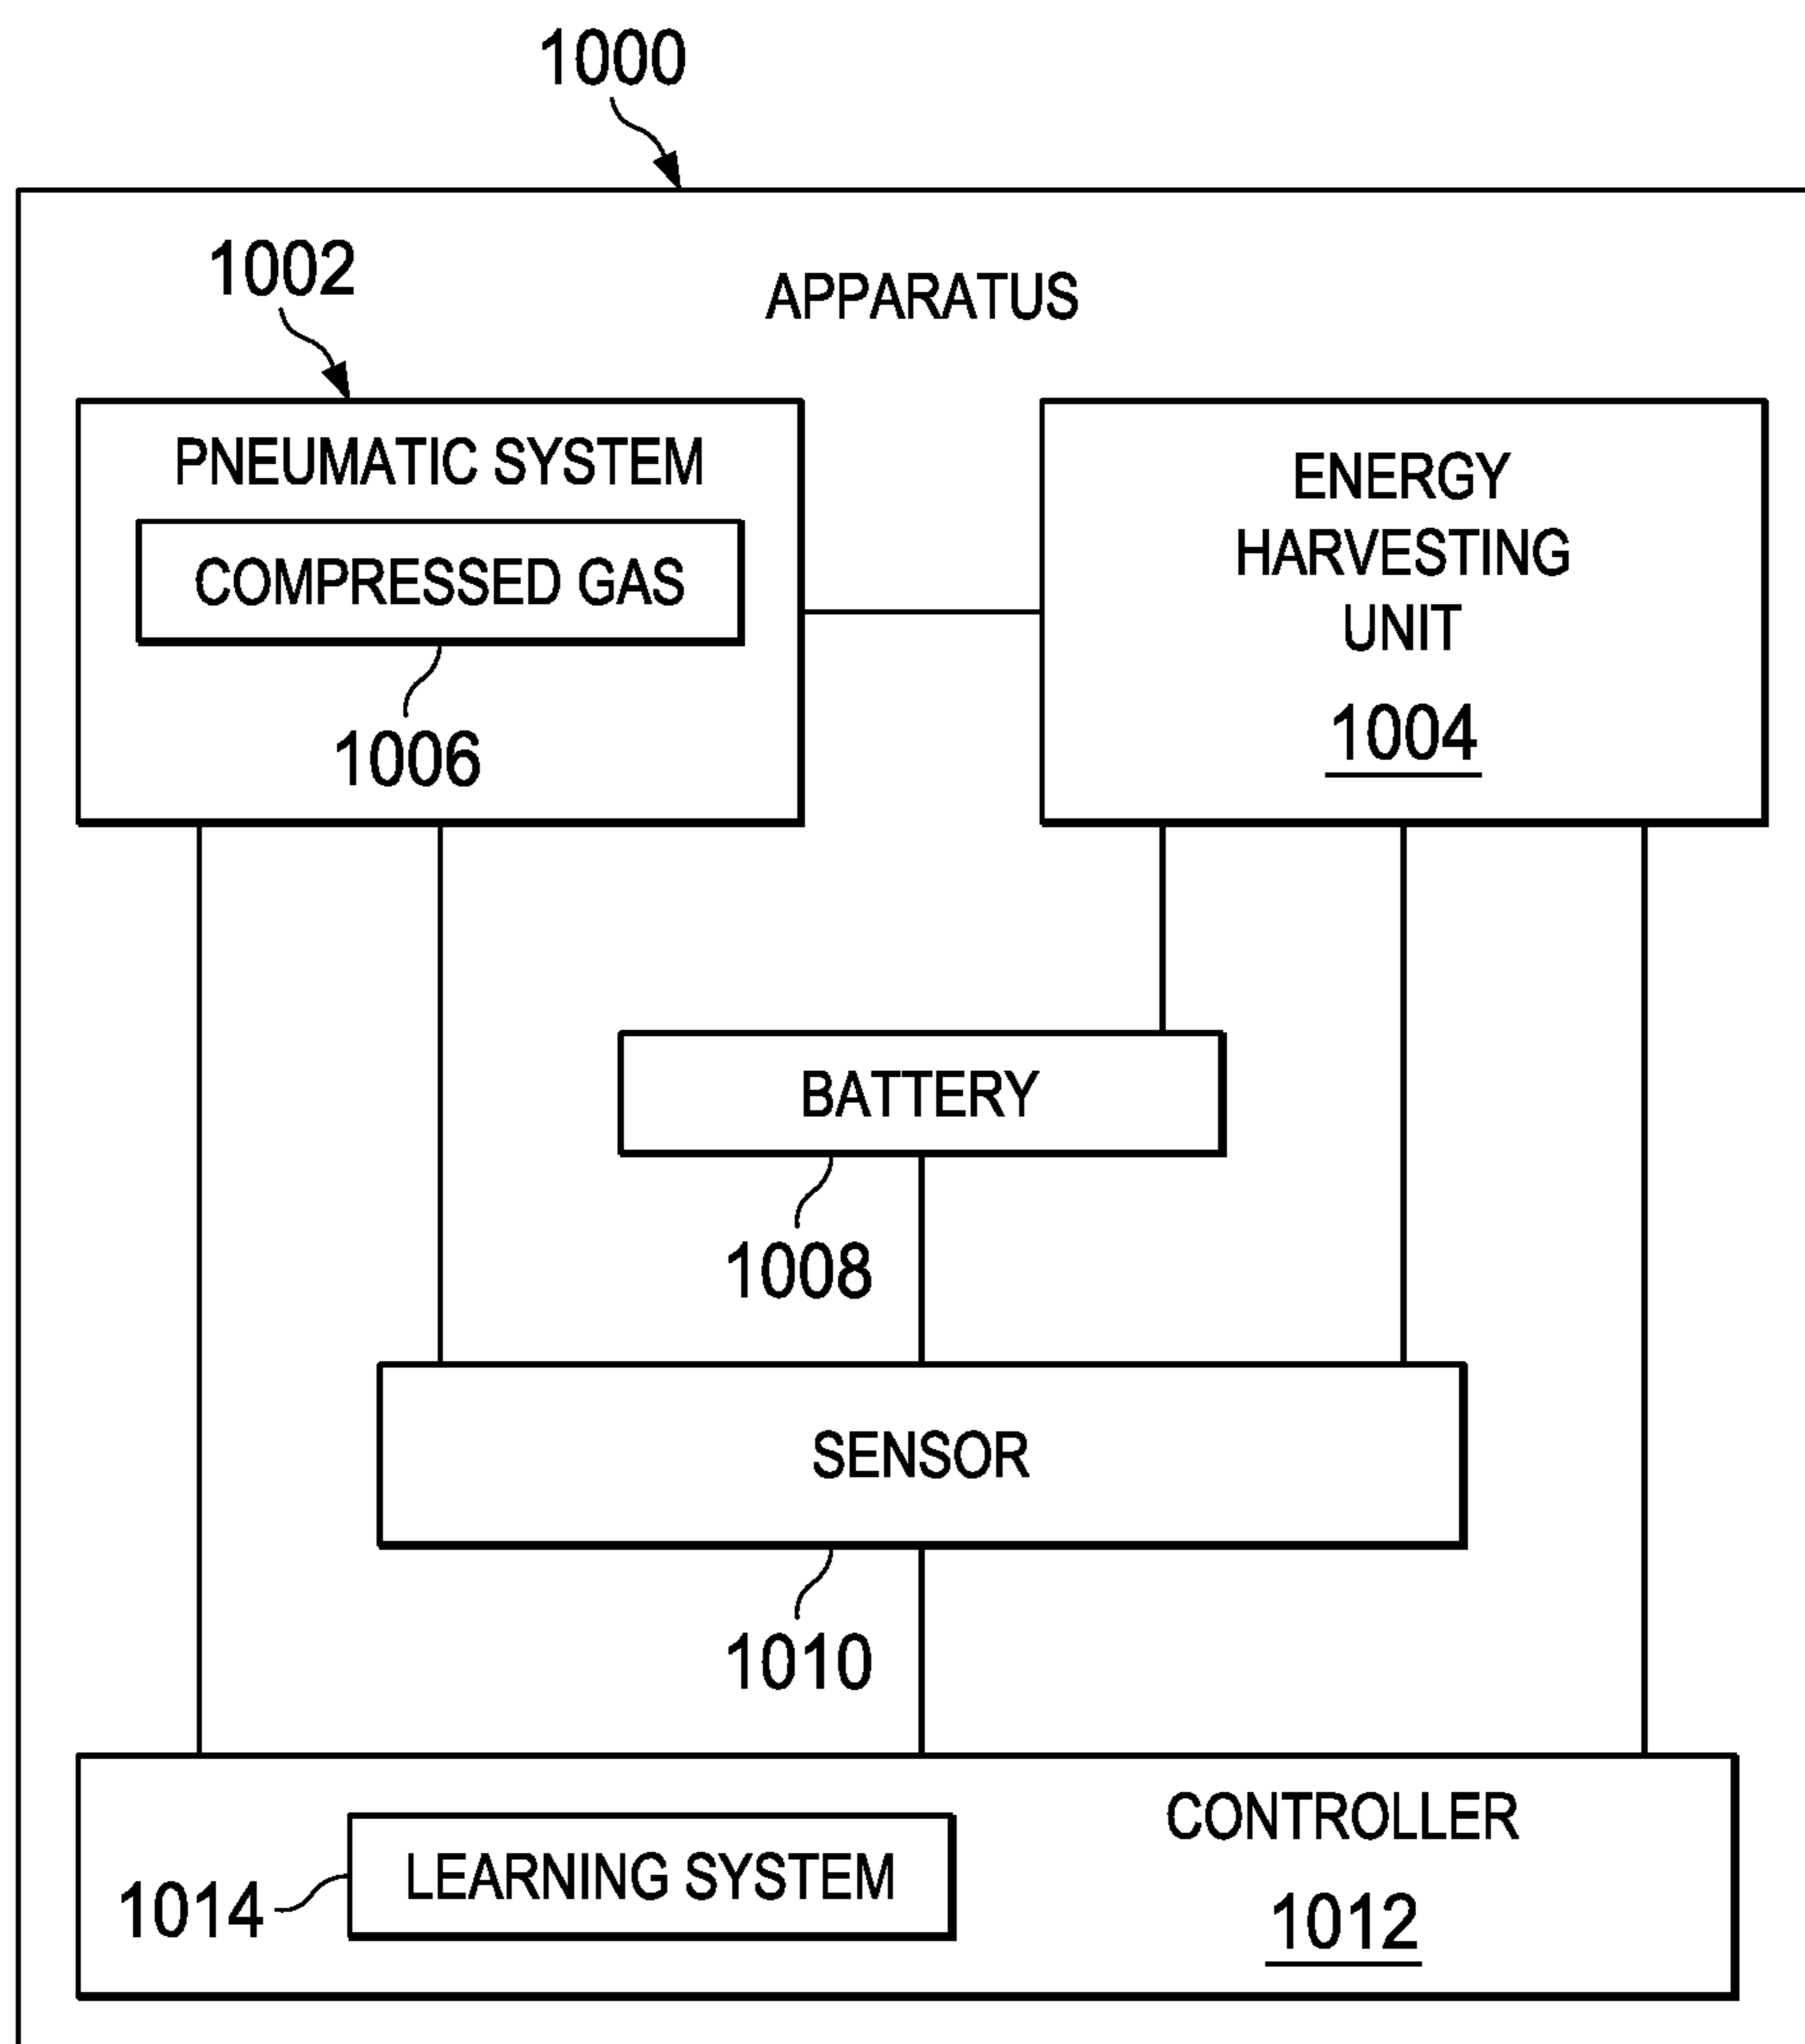 1000
1002
APPARATUS
PNEUMATIC SYSTEM
COMPRESSED GAS
1006
ENERGY
HARVESTING
UNIT
1004
BATTERY
1008
SENSOR
1010
CONTROLLER
1012
LEARNING SYSTEM
1014